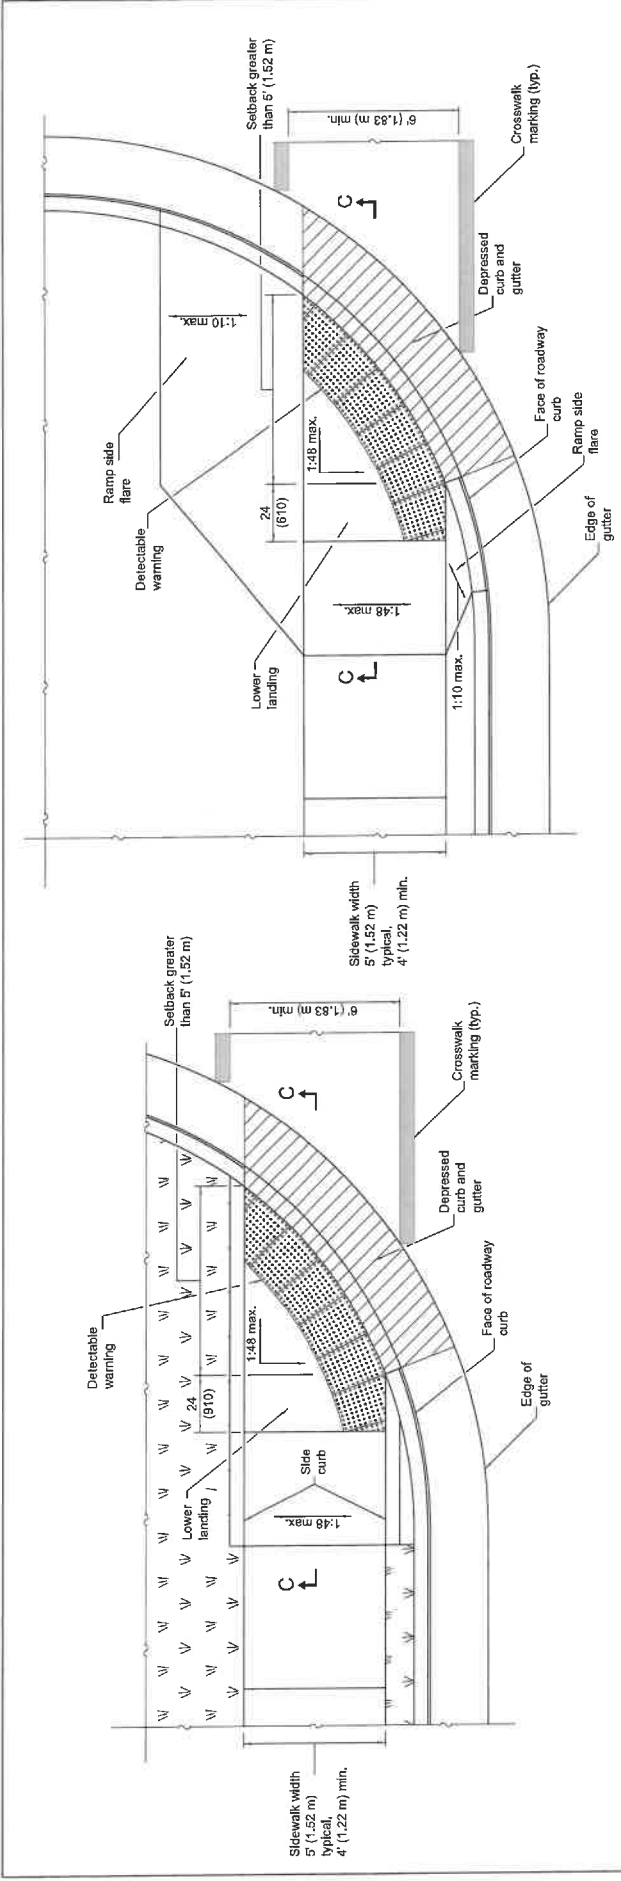 Setback greater
than 5' (1.52 m)
6' (1.83 m) min.
Crosswalk
marking (typ.)
C
Depressed
curb and
gutter
Face of roadway
curb
Ramp side
flare
Edge of
gutter
1:10 max.
Ramp side
flare
Detectable
warning
1:48 max.
24
(610)
Lower
landing
1:48 max.
C
1:10 max.
Sidewalk width
5' (1.52 m)
typical,
4' (1.22 m) min.
Setback greater
than 5' (1.52 m)
6' (1.83 m) min.
Crosswalk
marking (typ.)
C
Depressed
curb and
gutter
Face of roadway
curb
Edge of
gutter
Detectable
warning
1:48 max.
24
(910)
Lower
landing
Side
curb
1:48 max.
C
Sidewalk width
5' (1.52 m)
typical,
4' (1.22 m) min.